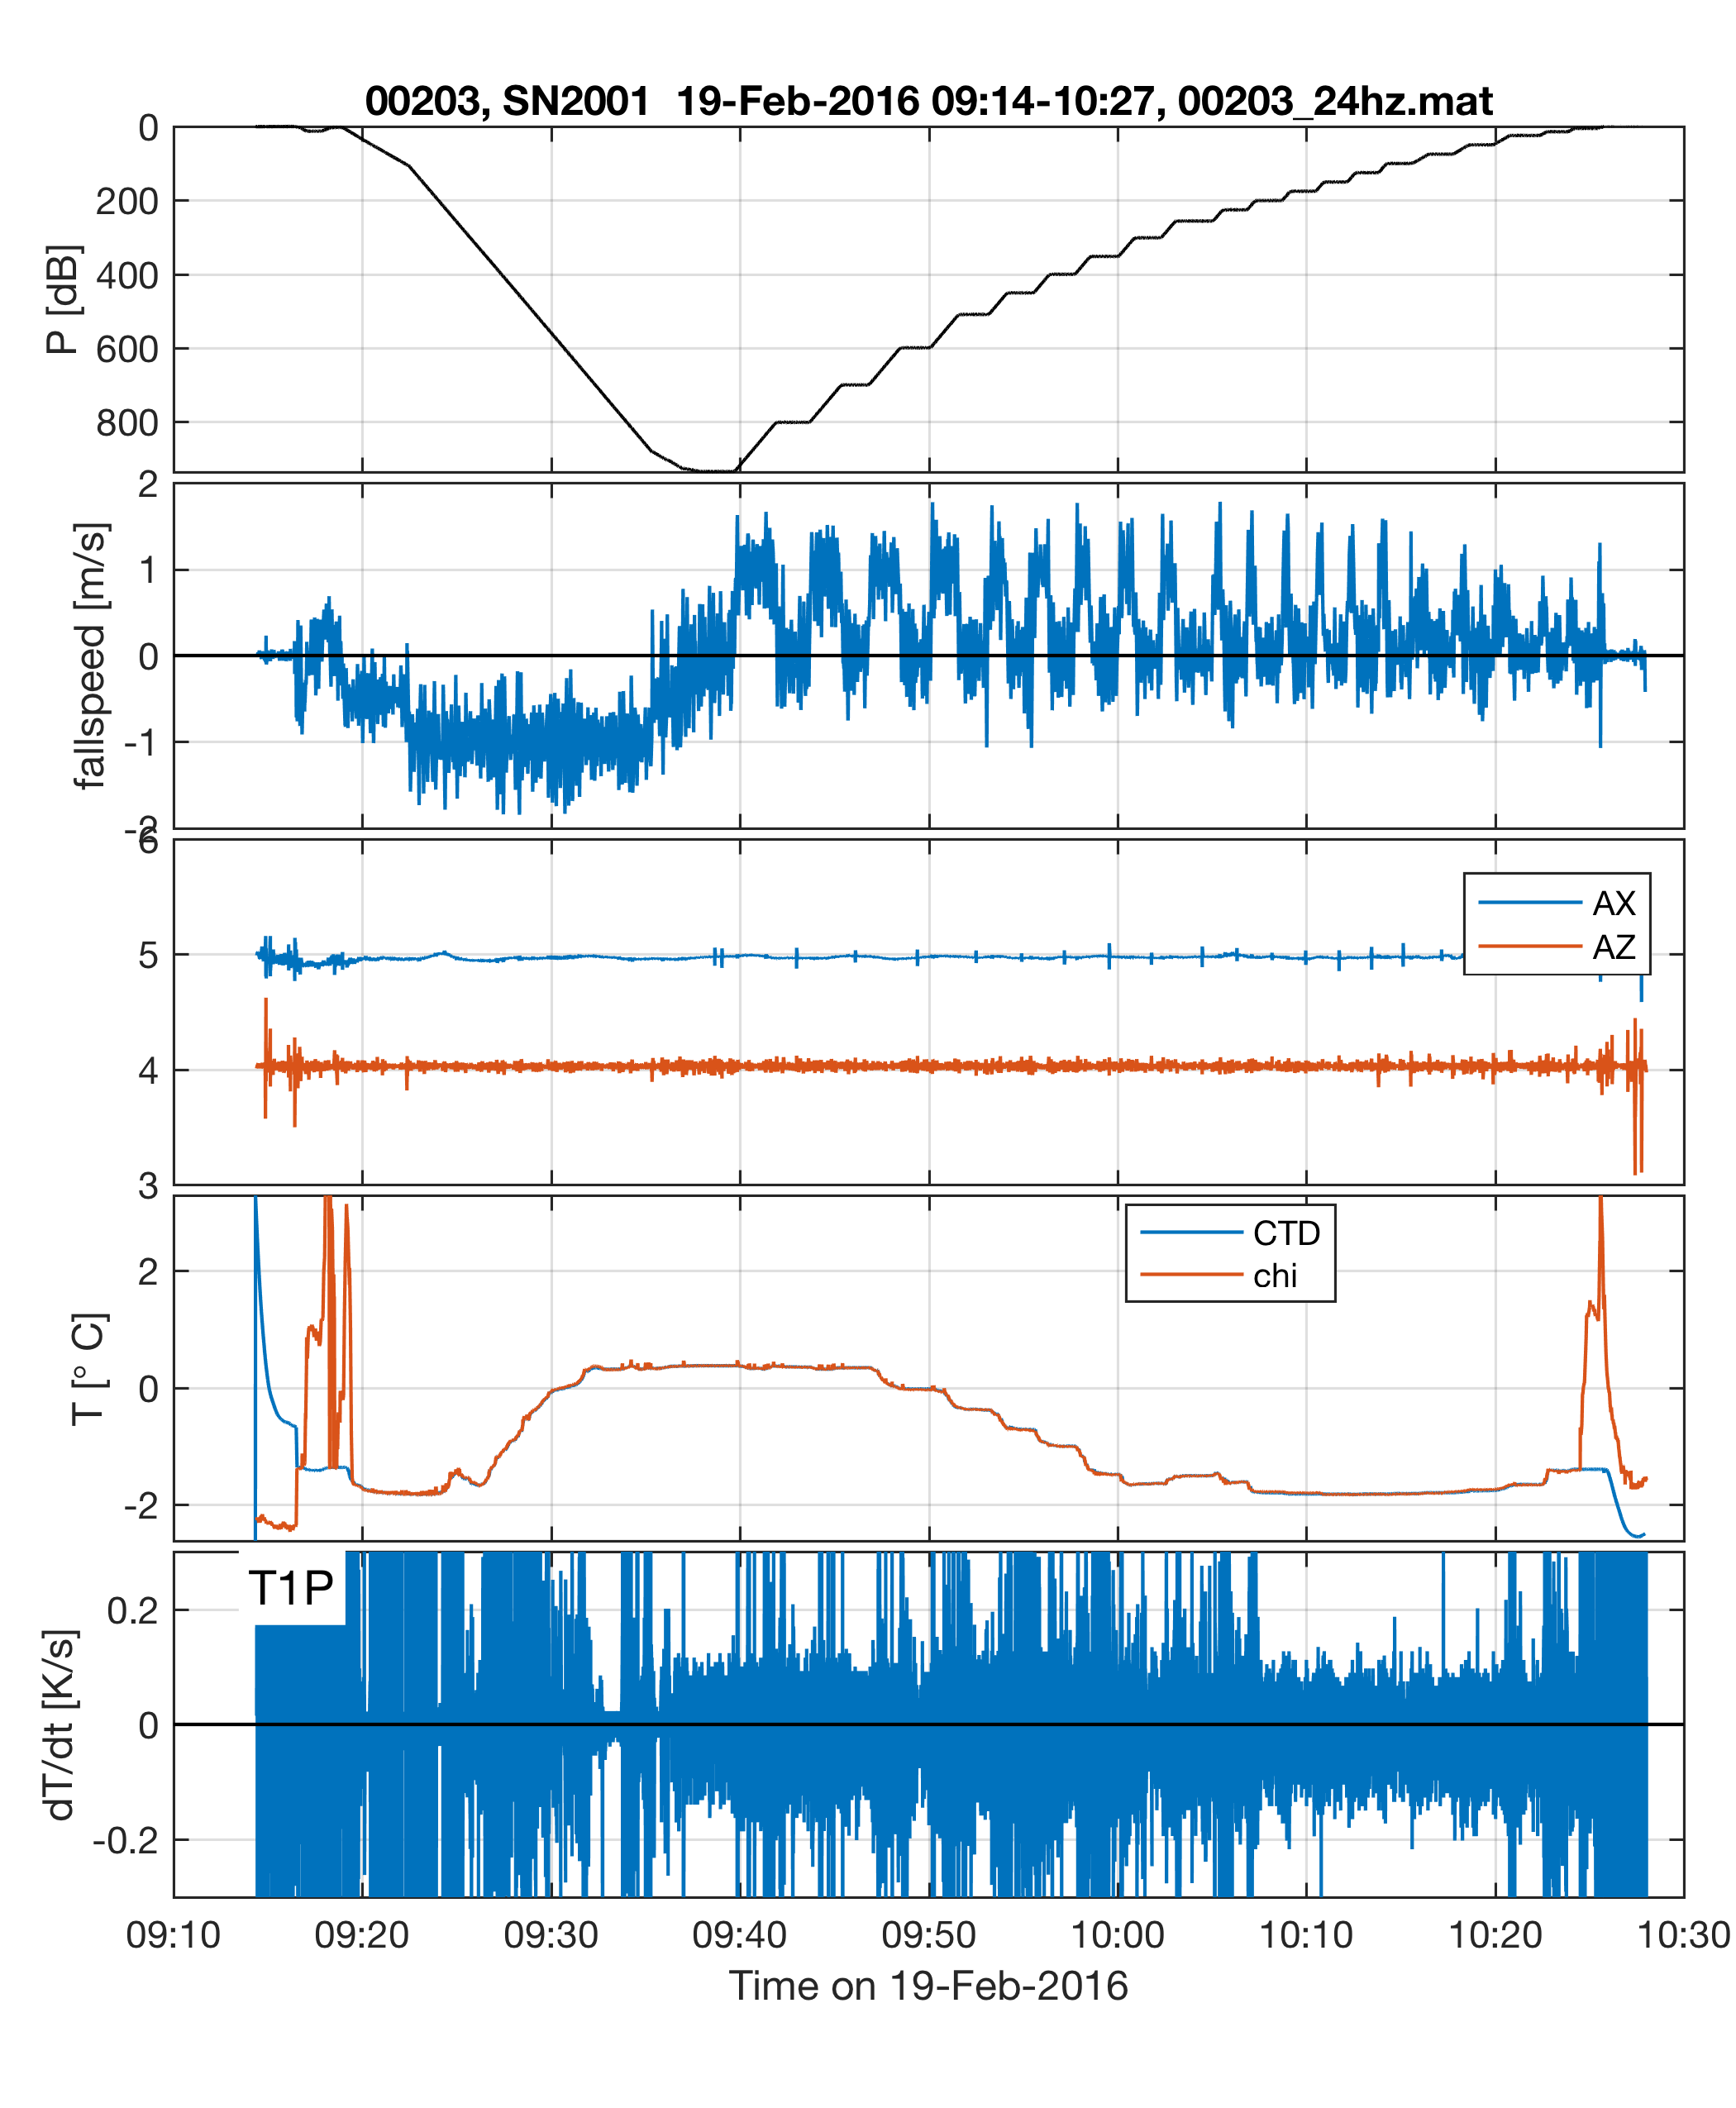 00203, SN2001  19-Feb-2016 09:14-10:27, 00203_24hz.mat
0
200
400
600
800
P [dB]
2
1
0
-1
-2
fallspeed [m/s]
6
5
4
3
AX
AZ
3
2
0
-2
T [° C]
CTD
chi
T1P
0.2
0
-0.2
dT/dt [K/s]
09:10 09:20 09:30 09:40 09:50 10:00 10:10 10:20 10:30
Time on 19-Feb-2016